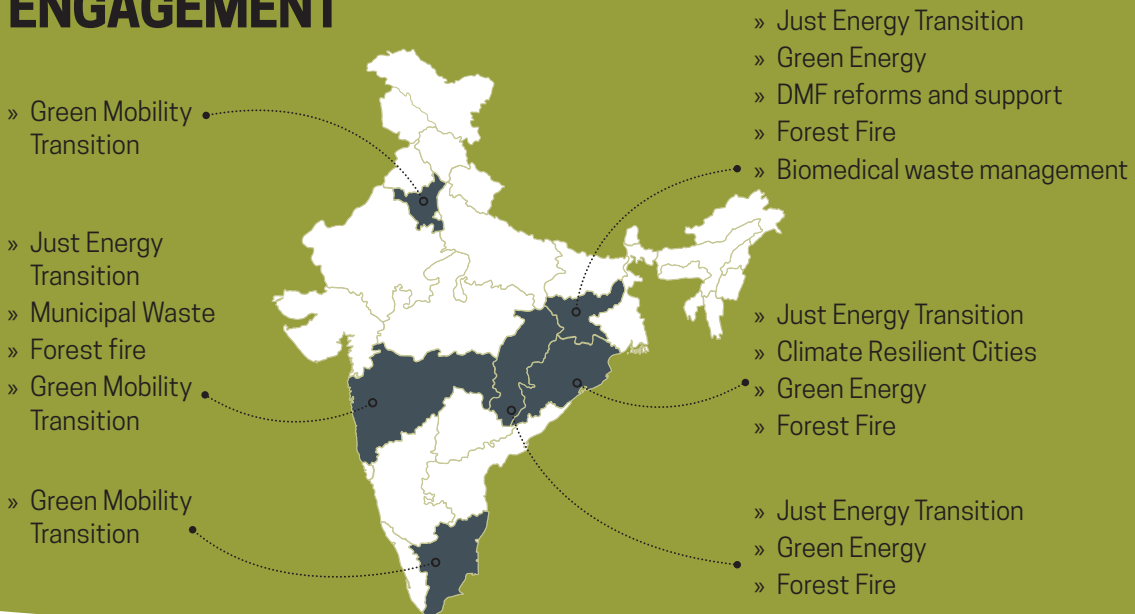 ENGAGEMENT
» Green Mobility
Transition
» Just Energy
Transition
» Municipal Waste
» Forest fire
» Green Mobility
Transition
» Green Mobility
Transition
» Just Energy Transition
» Green Energy
» DMF reforms and support
» Forest Fire
» Biomedical waste management
» Just Energy Transition
» Climate Resilient Cities
» Green Energy
» Forest Fire
» Just Energy Transition
» Green Energy
» Forest Fire